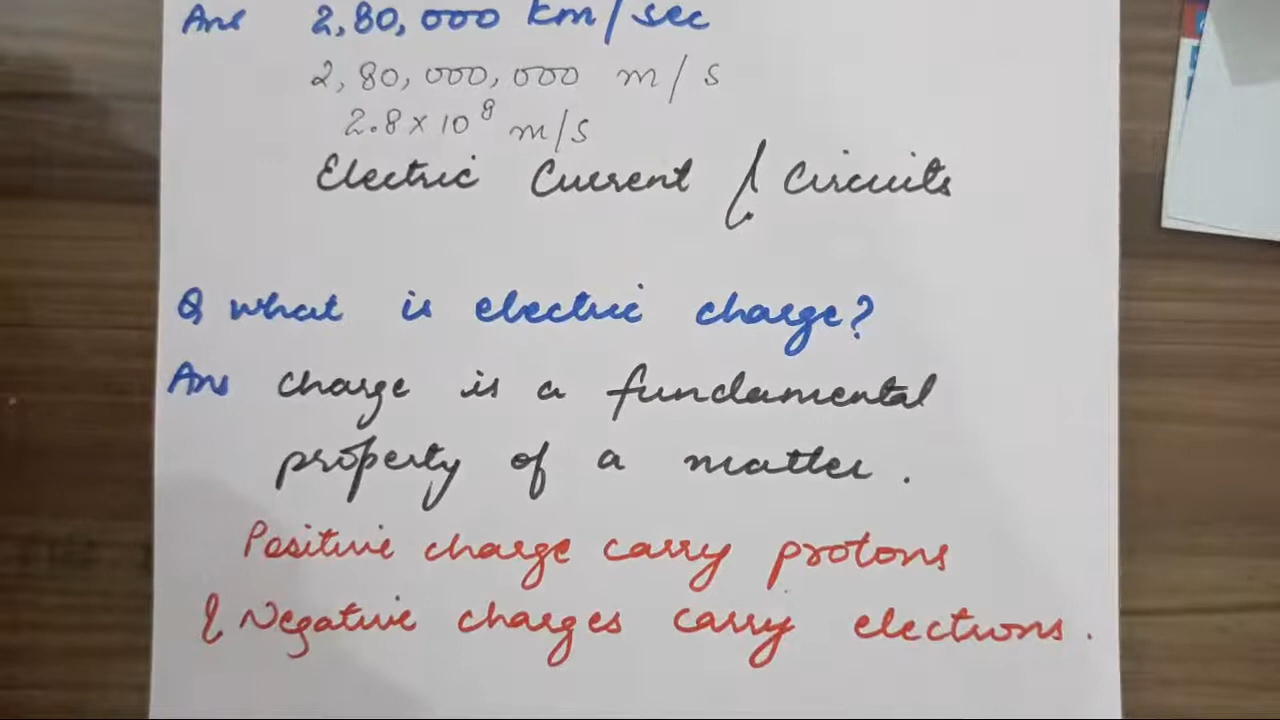 Ans 2,80,000 km/sec
2,80,000,000 m/s
2.8×10⁸ m/s
Electric Current & Circuits
Q what is electric charge?
Ans Charge is a fundamental
property of a matter.
Positive charge carry protons
& Negative charges carry electrons.